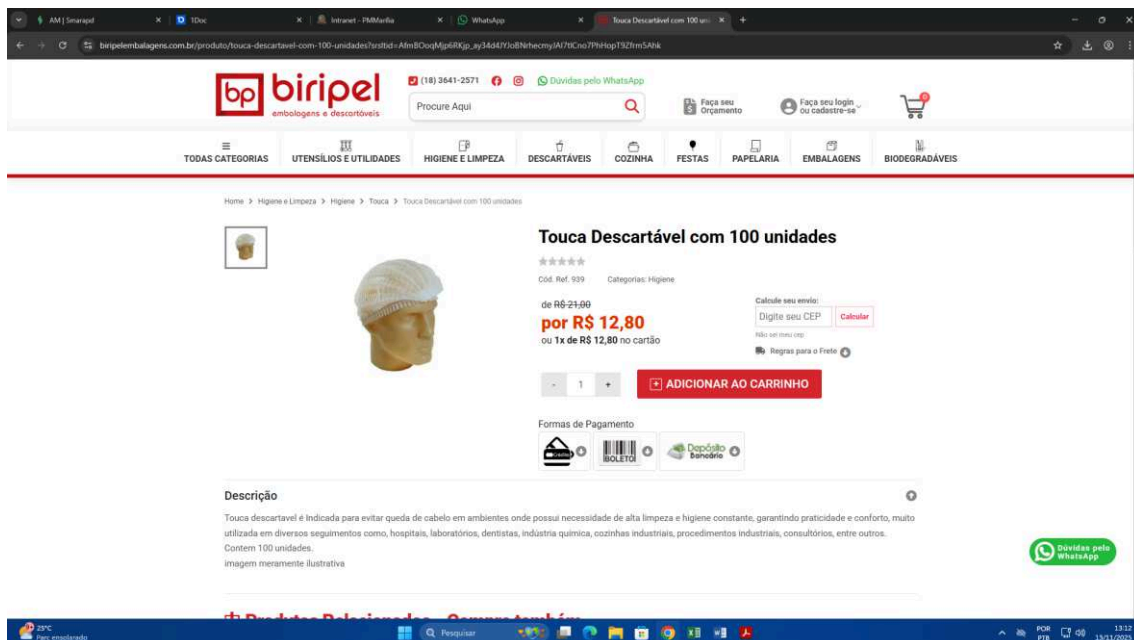 AM | Smarapd
1Doc
Intranet - PMMarília
WhatsApp
Touca Descartável com 100 uni
biripelembalagens.com.br/produto/touca-descartavel-com-100-unidades?srsltid=
bp biripel
embalagens e descartáveis
(18) 3641-2571
Dúvidas pelo WhatsApp
Procure Aqui
Faça seu
Orçamento
Faça seu login
ou cadastre-se
0
TODAS CATEGORIAS
UTENSÍLIOS E UTILIDADES
HIGIENE E LIMPEZA
DESCARTÁVEIS
COZINHA
FESTAS
PAPELARIA
EMBALAGENS
BIODEGRADÁVEIS
Home > Higiene e Limpeza > Higiene > Touca > Touca Descartável com 100 unidades
Touca Descartável com 100 unidades
Cód. Ref. 939
Categorias: Higiene
de R$ 21,00
por R$ 12,80
ou 1x de R$ 12,80 no cartão
Calcule seu envio:
Digite seu CEP
Calcular
Não sei meu cep
Regras para o Frete
- 1 +
ADICIONAR AO CARRINHO
Formas de Pagamento
BOLETO
Depósito
Bancário
Descrição
Touca descartavel é Indicada para evitar queda de cabelo em ambientes onde possui necessidade de alta limpeza e higiene constante, garantindo praticidade e conforto, muito
utilizada em diversos seguimentos como, hospitais, laboratórios, dentistas, indústria química, cozinhas industriais, procedimentos industriais, consultórios, entre outros.
Contem 100 unidades.
imagem meramente ilustrativa
Dúvidas pelo
WhatsApp
Produtos Relacionados - Compre também
25°C
Parc ensolarado
Pesquisar
POR
PTB
13:12